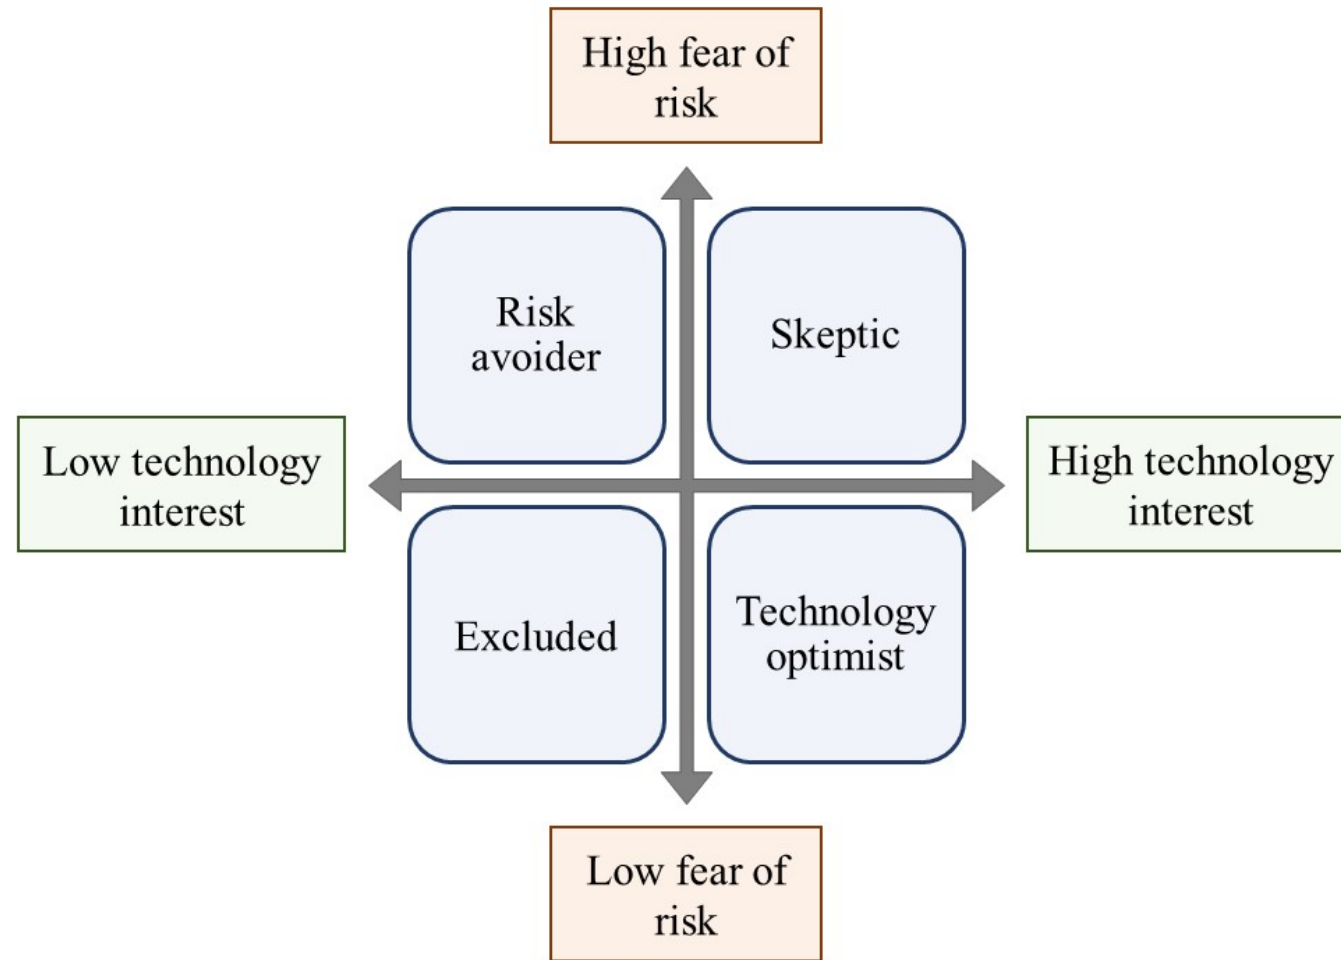 High fear of
risk
Risk
avoider
Skeptic
Low technology
interest
High technology
interest
Excluded
Technology
optimist
Low fear of
risk